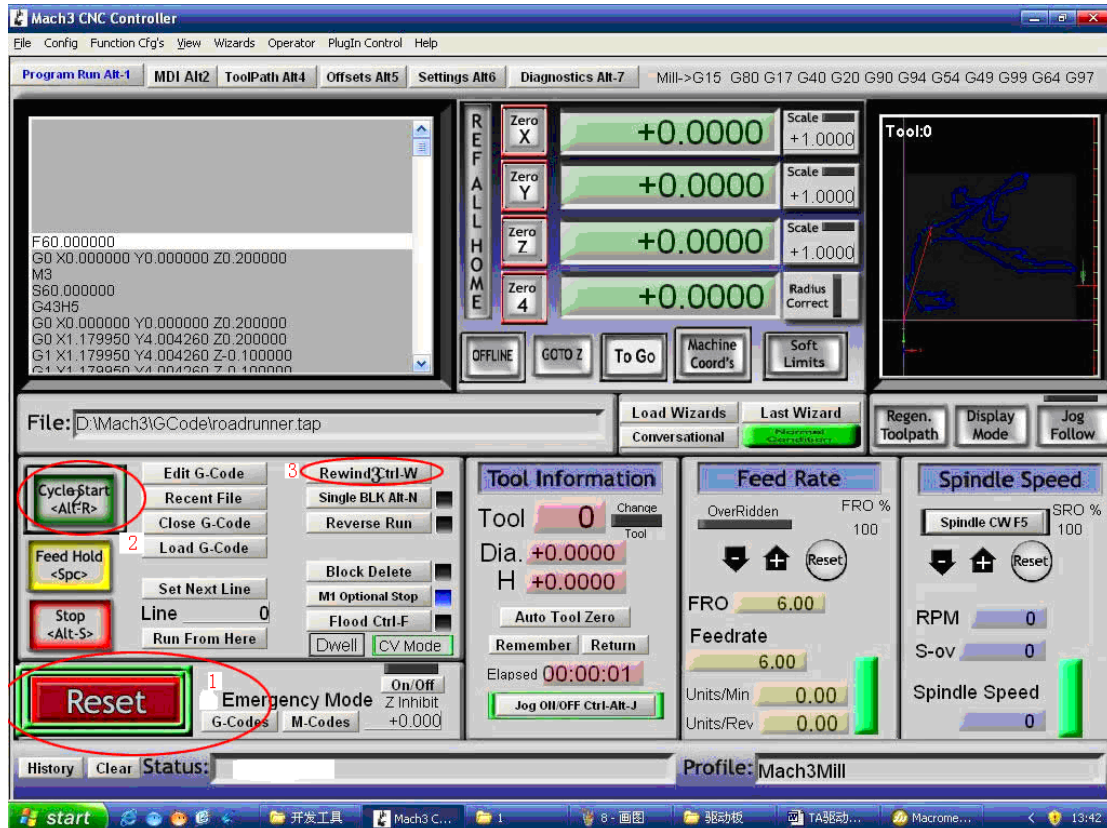 Mach3 CNC Controller
File Config Function Cfg's View Wizards Operator PlugIn Control Help
Program Run Alt-1 MDI Alt2 ToolPath Alt4 Offsets Alt5 Settings Alt6 Diagnostics Alt-7 Mill->G15 G80 G17 G40 G20 G90 G94 G54 G49 G99 G64 G97
F60.000000
G0 X0.000000 Y0.000000 Z0.200000
M3
S60.000000
G43H5
G0 X0.000000 Y0.000000 Z0.200000
G0 X1.179950 Y4.004260 Z0.200000
G1 X1.179950 Y4.004260 Z-0.100000
REF ALL HOME
Zero X +0.0000 Scale +1.0000
Zero Y +0.0000 Scale +1.0000
Zero Z +0.0000 Scale +1.0000
Zero 4 +0.0000 Radius Correct
OFFLINE GOTO Z To Go Machine Coord's Soft Limits
Tool:0
File: D:\Mach3\GCode\roadrunner.tap
Load Wizards Last Wizard
Conversational Normal Condition
Regen. Toolpath Display Mode Jog Follow
Cycle Start <Alt-R>
2
2
Feed Hold <Spc>
Stop <Alt-S>
Edit G-Code
Recent File
Close G-Code
Load G-Code
Set Next Line
Line 0
Run From Here
3
Rewind Ctrl-W
3
Single BLK Alt-N
Reverse Run
Block Delete
M1 Optional Stop
Flood Ctrl-F
Dwell CV Mode
Reset
1
Emergency Mode
G-Codes M-Codes
On/Off
Z Inhibit
+0.000
Tool Information
Tool 0 Change Tool
Dia. +0.0000
H +0.0000
Auto Tool Zero
Remember Return
Elapsed 00:00:01
Jog ON/OFF Ctrl-Alt-J
Feed Rate
OverRidden FRO %
100
Reset
FRO 6.00
Feedrate
6.00
Units/Min 0.00
Units/Rev 0.00
Spindle Speed
Spindle CW F5 SRO %
100
Reset
RPM 0
S-ov 0
Spindle Speed
0
History Clear Status: Profile: Mach3Mill
start 开发工具 Mach3 C... 1 8 - 画图 驱动板 TA驱动... Macrome... 13:42